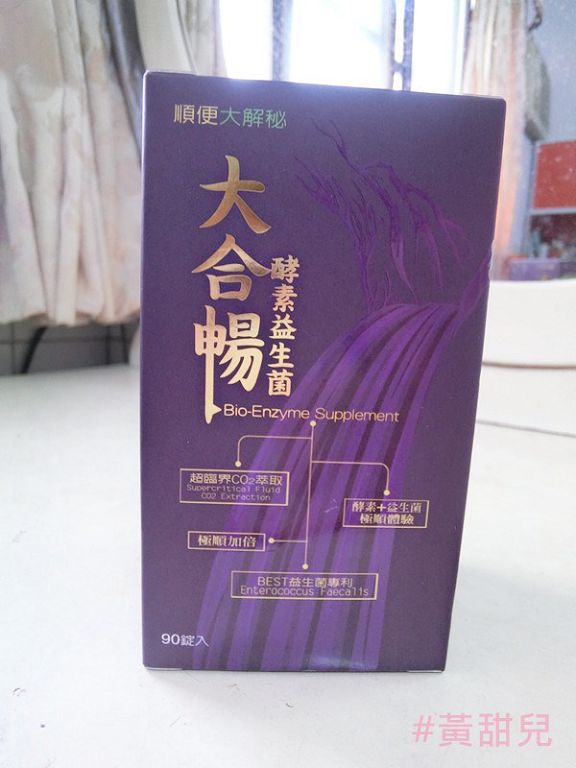 順便大解秘
大合暢
酵素益生菌
Bio-Enzyme Supplement
超臨界CO2萃取
Supercritical Fluid
CO2 Extraction
酵素+益生菌
極順體驗
極順加倍
BEST益生菌專利
Enterococcus Faecalis
90錠入
#黃甜兒